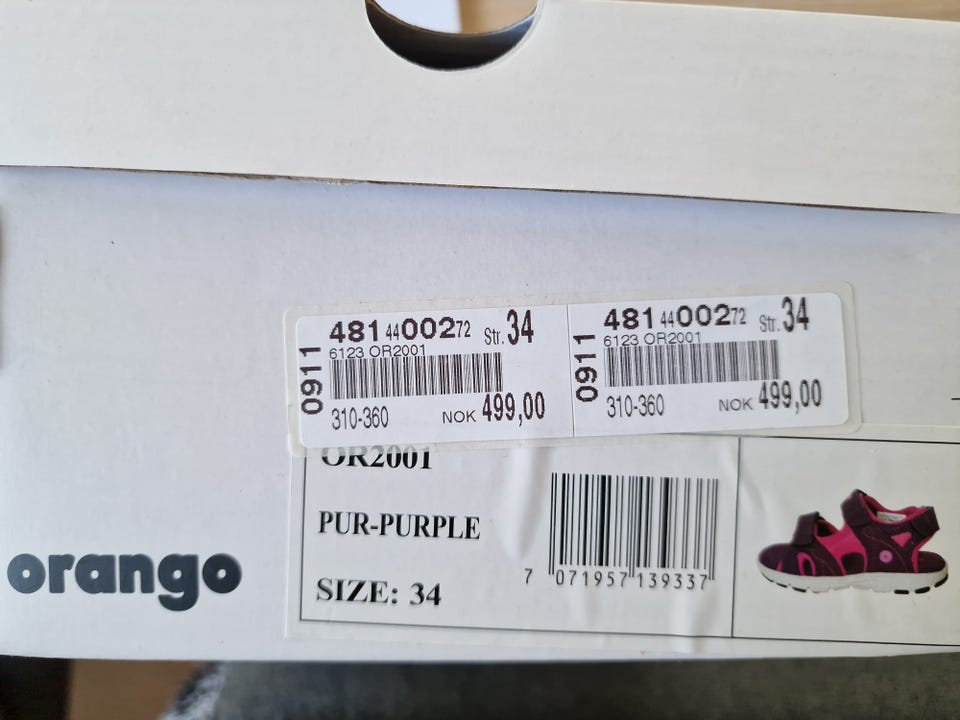 481 44 002 72 Str. 34
6123 OR2001
0911
310-360 NOK 499,00
481 44 002 72 Str. 34
6123 OR2001
0911
310-360 NOK 499,00
OR2001
PUR-PURPLE
SIZE: 34
7 071957 139337
orango